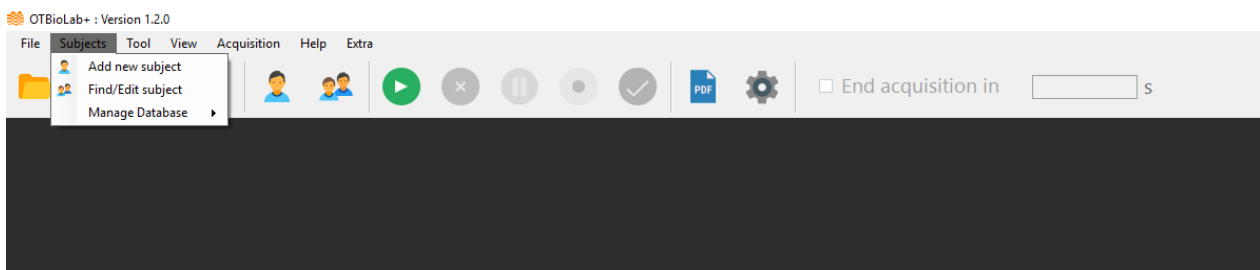 OTBioLab+ : Version 1.2.0
File Subjects Tool View Acquisition Help Extra
Add new subject
Find/Edit subject
Manage Database
PDF
End acquisition in s